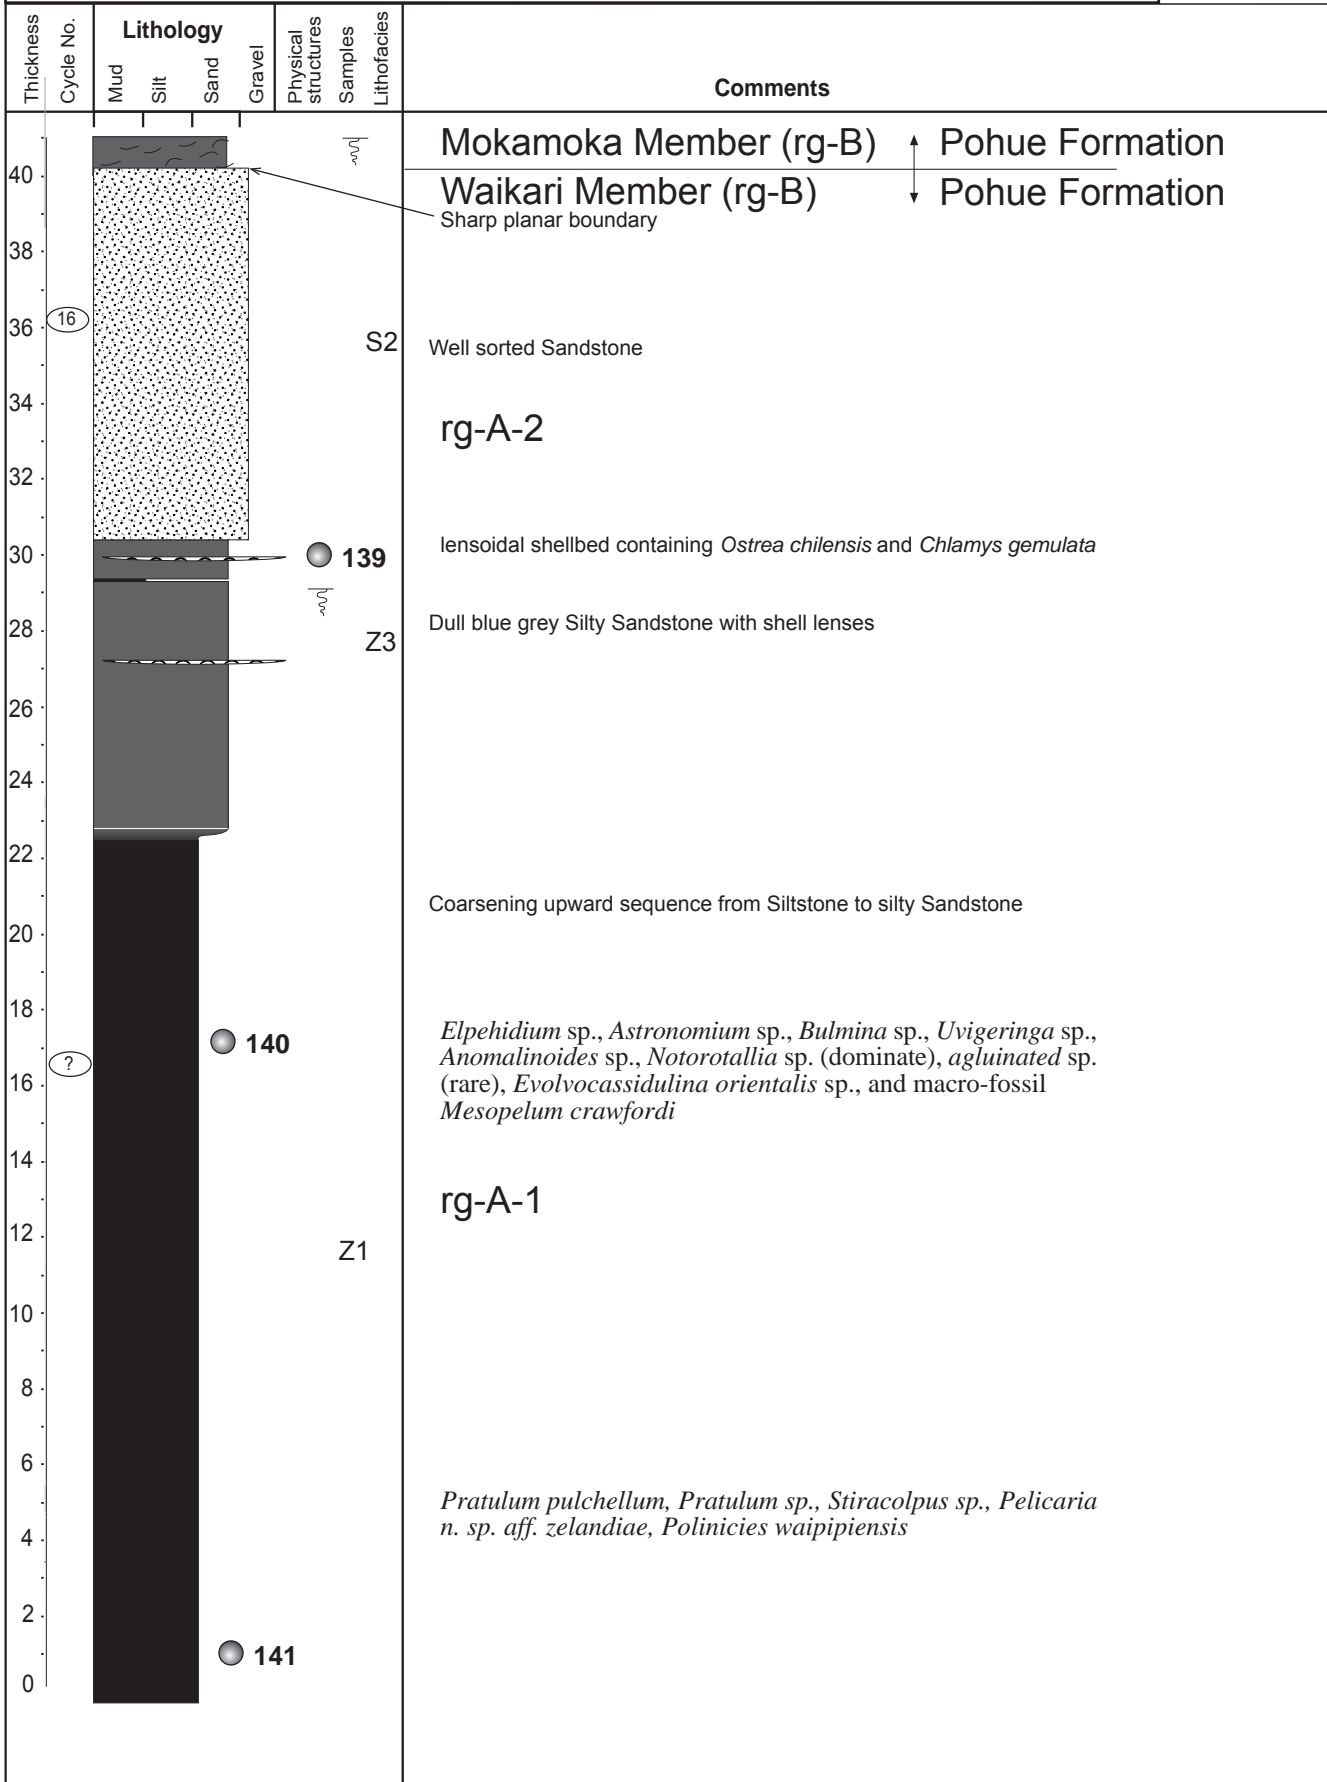 Thickness
Cycle No.
Lithology
Mud
Silt
Sand
Gravel
Physical structures
Samples
Lithofacies
Comments
Mokamoka Member (rg-B) Pohue Formation
40
Waikari Member (rg-B) Pohue Formation
Sharp planar boundary
38
16
36
S2
Well sorted Sandstone
34
rg-A-2
32
30
139
lensoidal shellbed containing Ostrea chilensis and Chlamys gemulata
28
Z3
Dull blue grey Silty Sandstone with shell lenses
26
24
22
Coarsening upward sequence from Siltstone to silty Sandstone
20
18
140
Elpehidium sp., Astronomium sp., Bulmina sp., Uvigeringa sp.,
Anomalinoides sp., Notorotallia sp. (dominate), agluinated sp.
(rare), Evolvocassidulina orientalis sp., and macro-fossil
Mesopelum crawfordi
?
16
14
rg-A-1
12
Z1
10
8
6
Pratulum pulchellum, Pratulum sp., Stiracolpus sp., Pelicaria
n. sp. aff. zelandiae, Polinicies waipipiensis
4
2
141
0